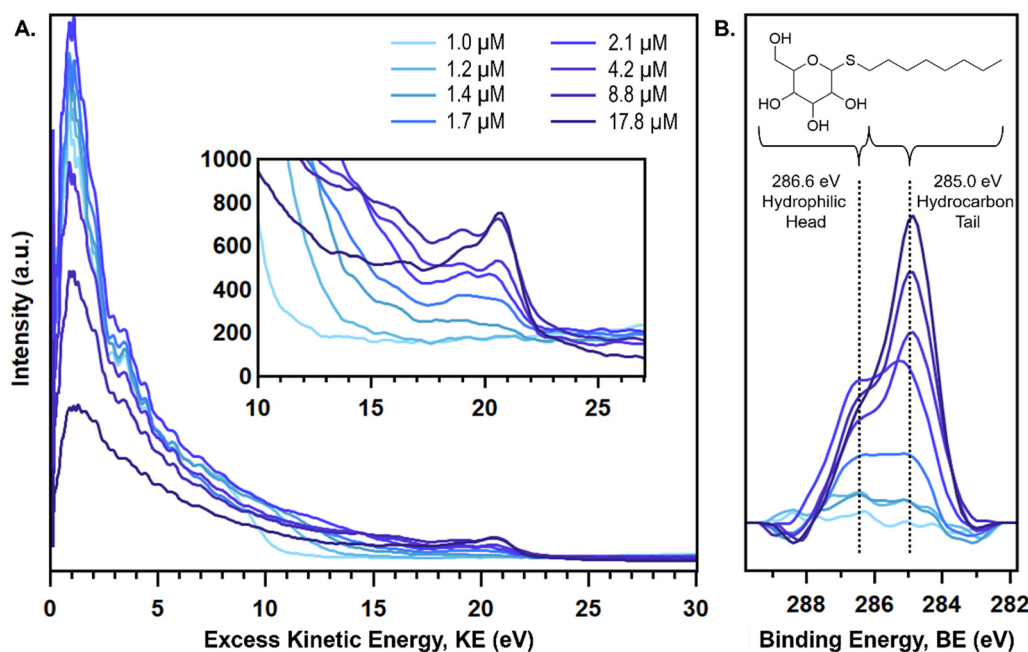 A.
1.0 µM
1.2 µM
1.4 µM
1.7 µM
2.1 µM
4.2 µM
8.8 µM
17.8 µM
1000
800
600
400
200
0
10
15
20
25
Intensity (a.u.)
0
5
10
15
20
25
30
Excess Kinetic Energy, KE (eV)
B.
OH
O
S
HO
OH
OH
286.6 eV
Hydrophilic
Head
285.0 eV
Hydrocarbon
Tail
288
286
284
282
Binding Energy, BE (eV)